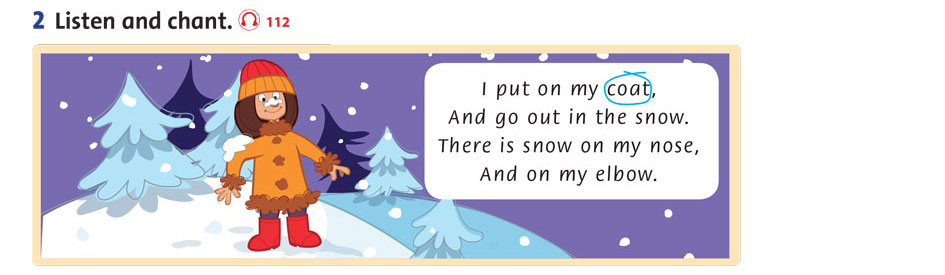 2 Listen and chant. 112
I put on my coat,
And go out in the snow.
There is snow on my nose,
And on my elbow.